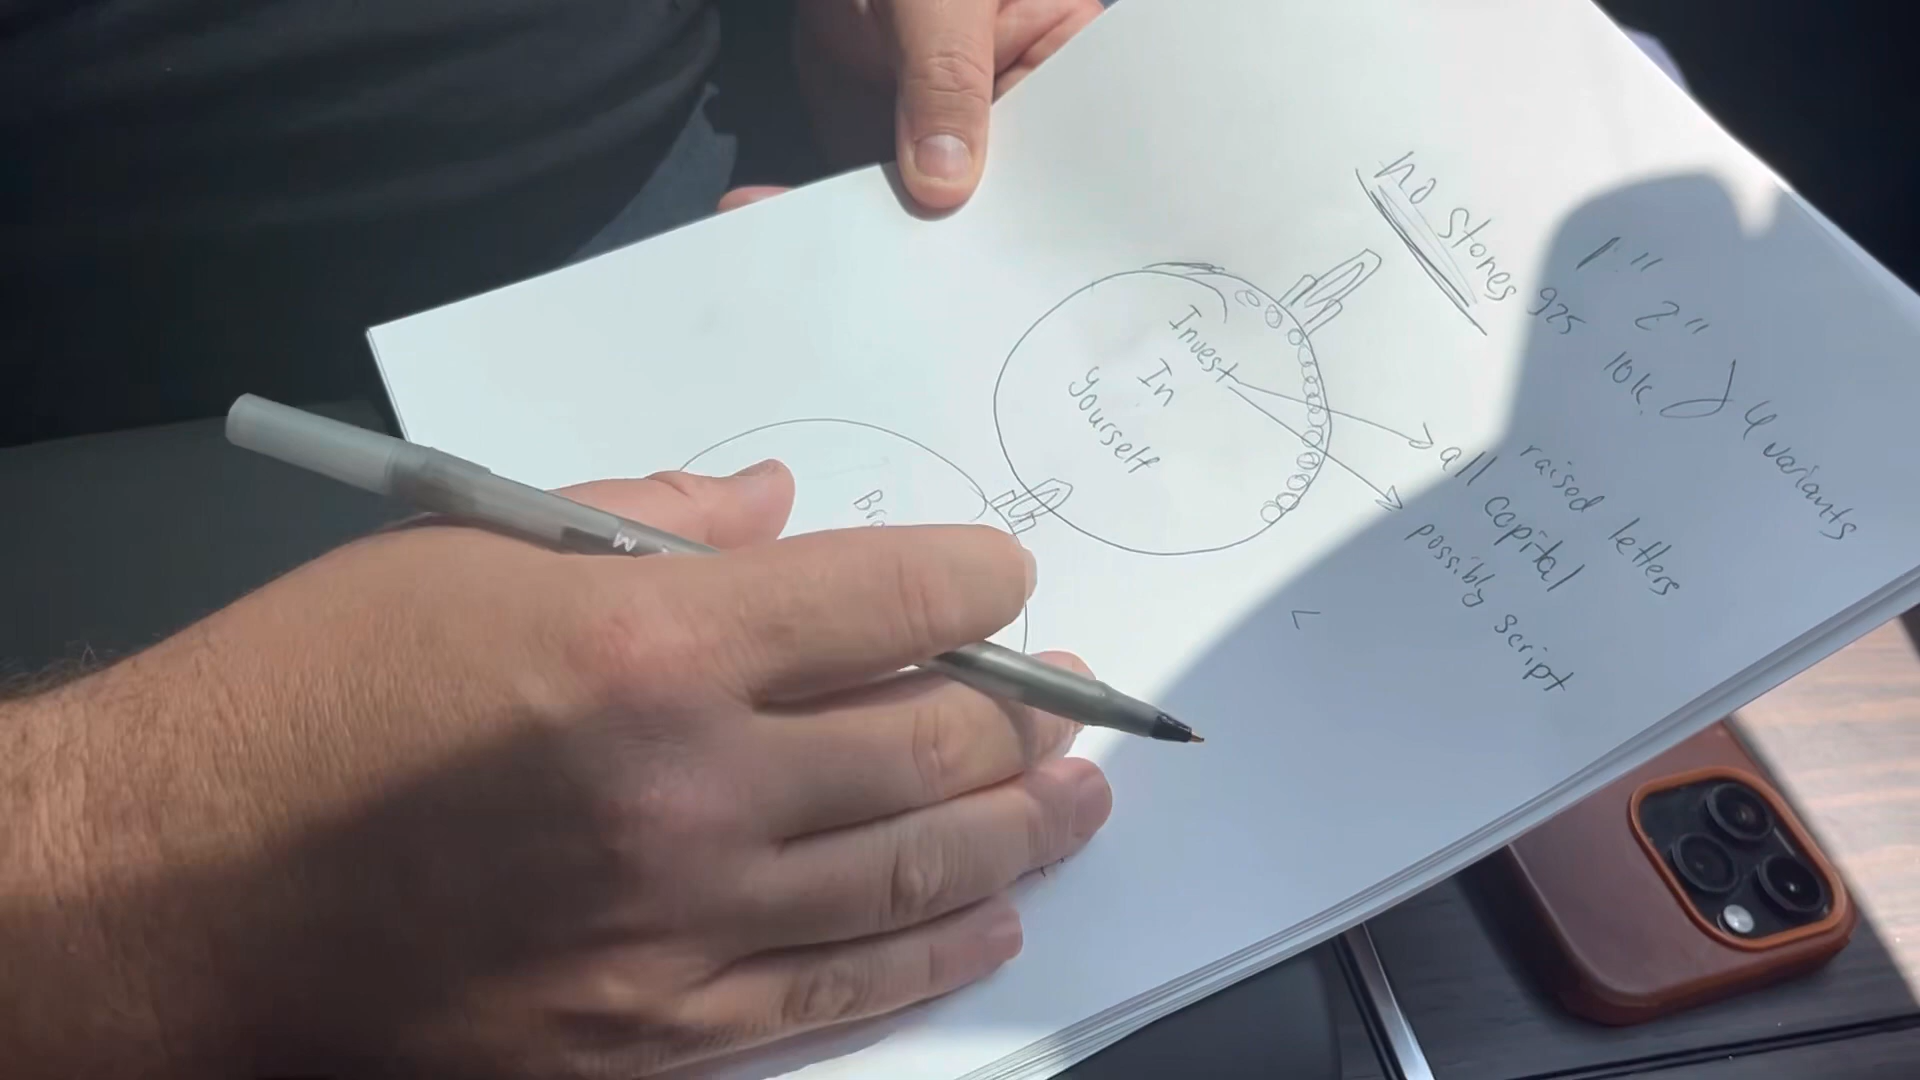 no stones
1" 2"
925 10k. 4 variants
Invest
In
yourself
raised letters
all capital
possibly script